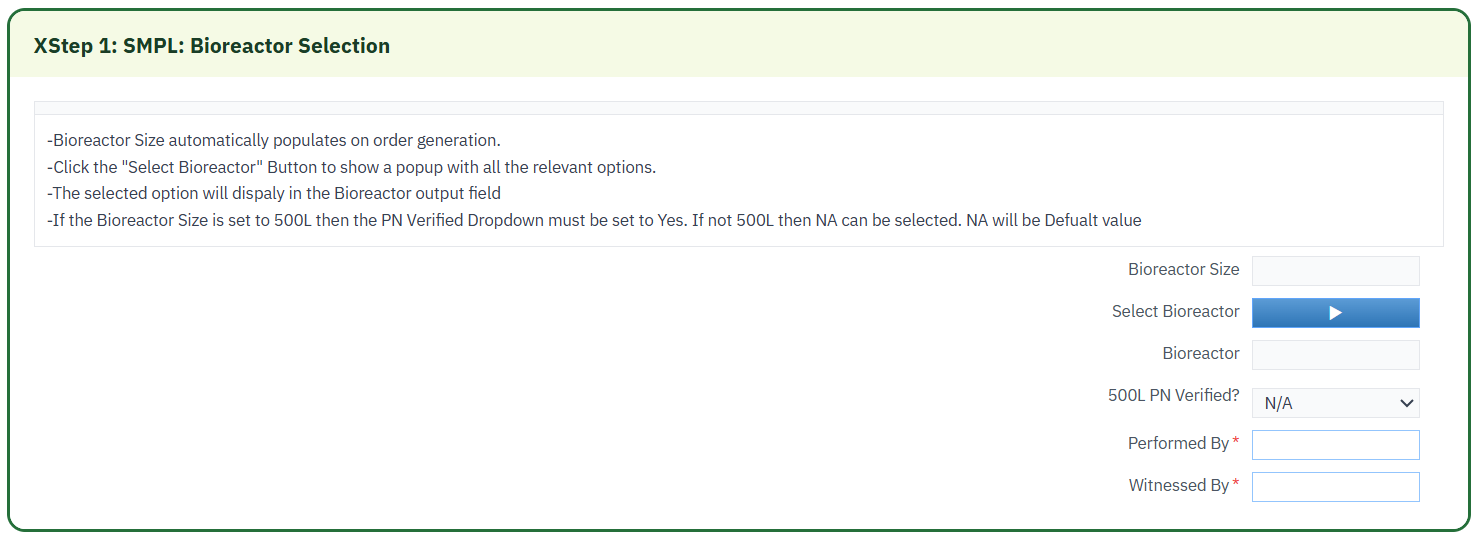 XStep 1: SMPL: Bioreactor Selection
-Bioreactor Size automatically populates on order generation.
-Click the "Select Bioreactor" Button to show a popup with all the relevant options.
-The selected option will dispaly in the Bioreactor output field
-If the Bioreactor Size is set to 500L then the PN Verified Dropdown must be set to Yes. If not 500L then NA can be selected. NA will be Defualt value
Bioreactor Size
Select Bioreactor
Bioreactor
500L PN Verified? N/A
Performed By *
Witnessed By *